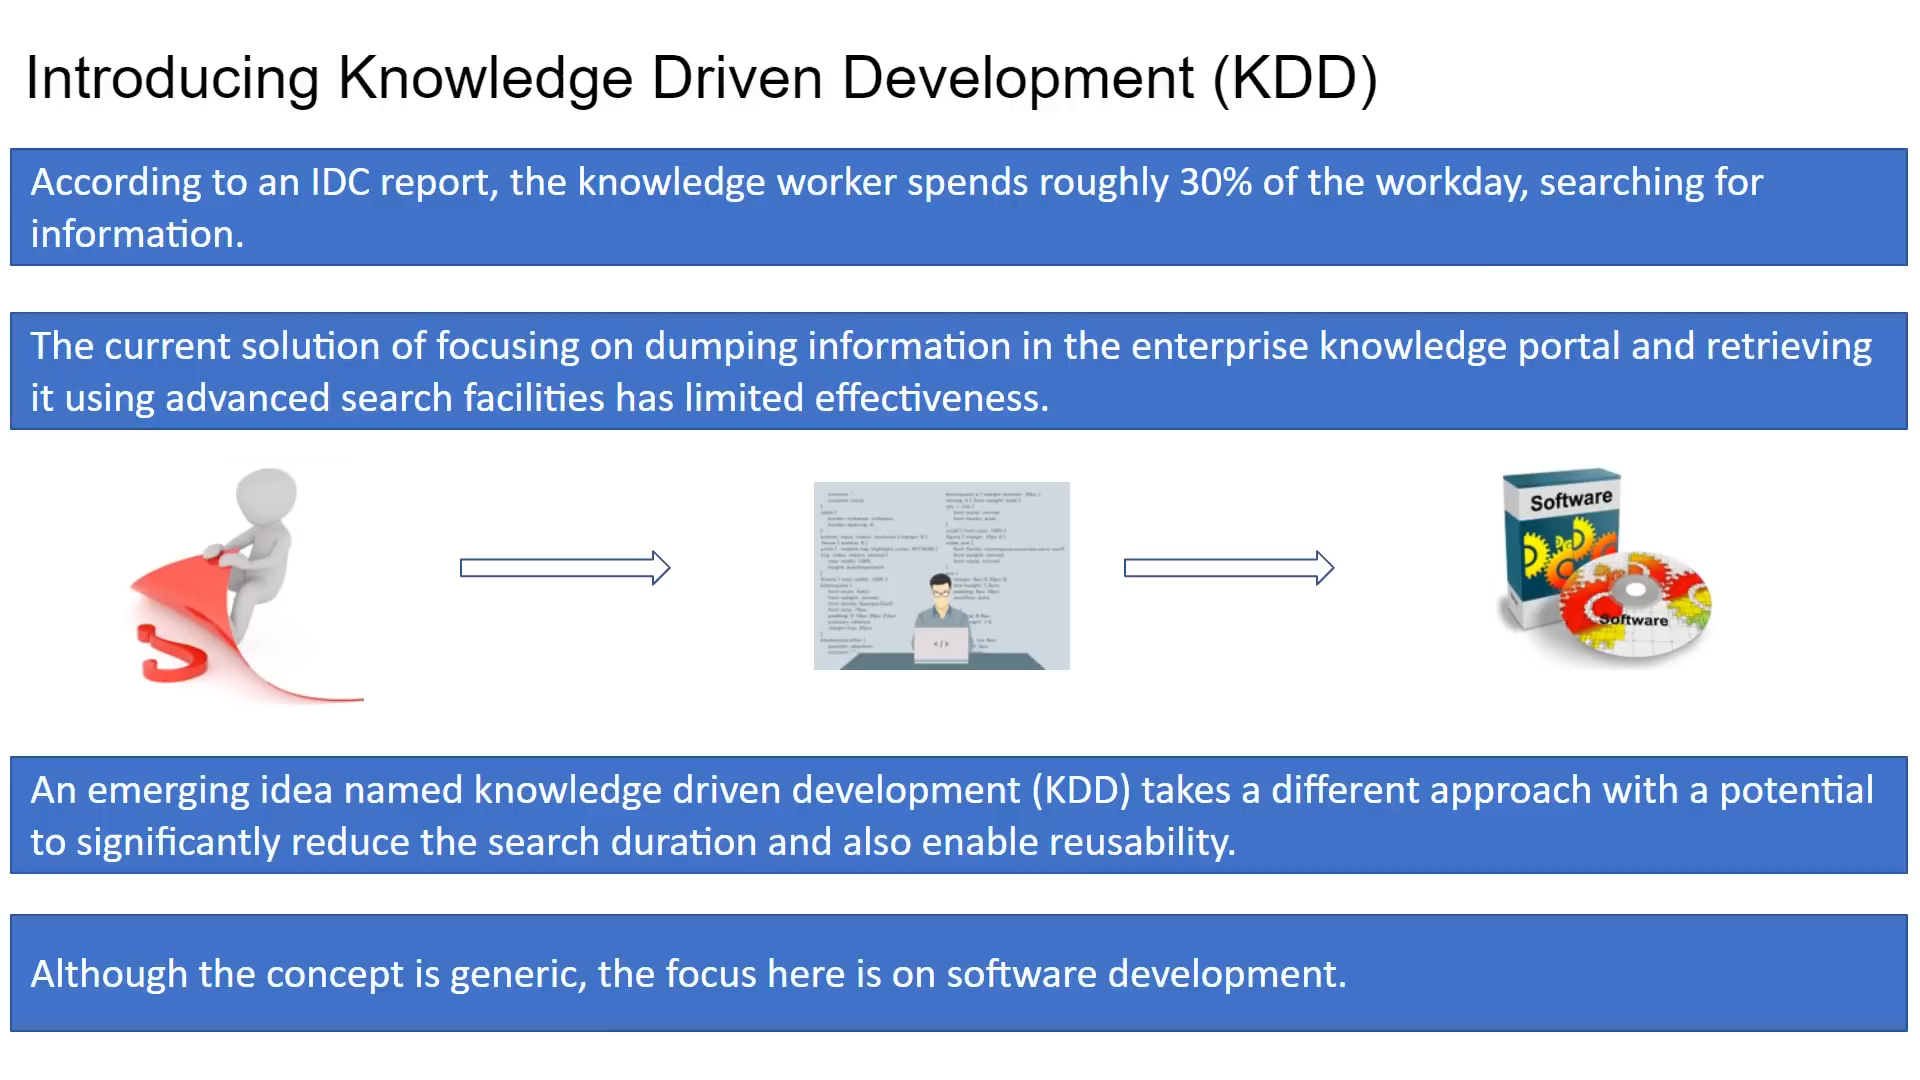 Introducing Knowledge Driven Development (KDD)
According to an IDC report, the knowledge worker spends roughly 30% of the workday, searching for
information.
The current solution of focusing on dumping information in the enterprise knowledge portal and retrieving
it using advanced search facilities has limited effectiveness.
Software
</>
Software
An emerging idea named knowledge driven development (KDD) takes a different approach with a potential
to significantly reduce the search duration and also enable reusability.
Although the concept is generic, the focus here is on software development.